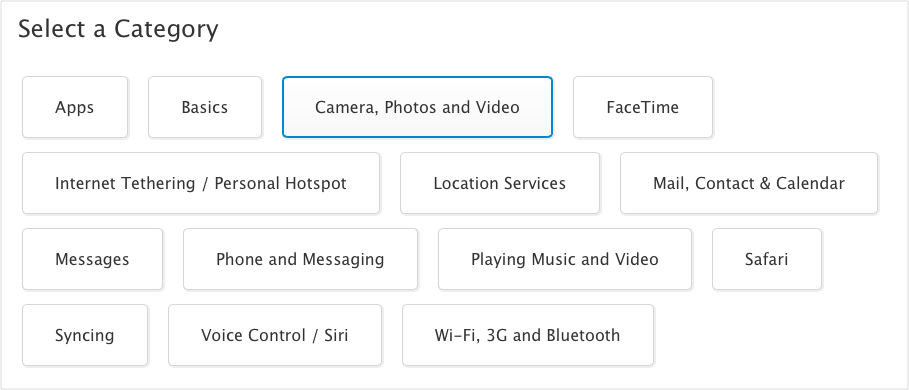 Select a Category
Apps
Basics
Camera, Photos and Video
FaceTime
Internet Tethering / Personal Hotspot
Location Services
Mail, Contact & Calendar
Messages
Phone and Messaging
Playing Music and Video
Safari
Syncing
Voice Control / Siri
Wi-Fi, 3G and Bluetooth